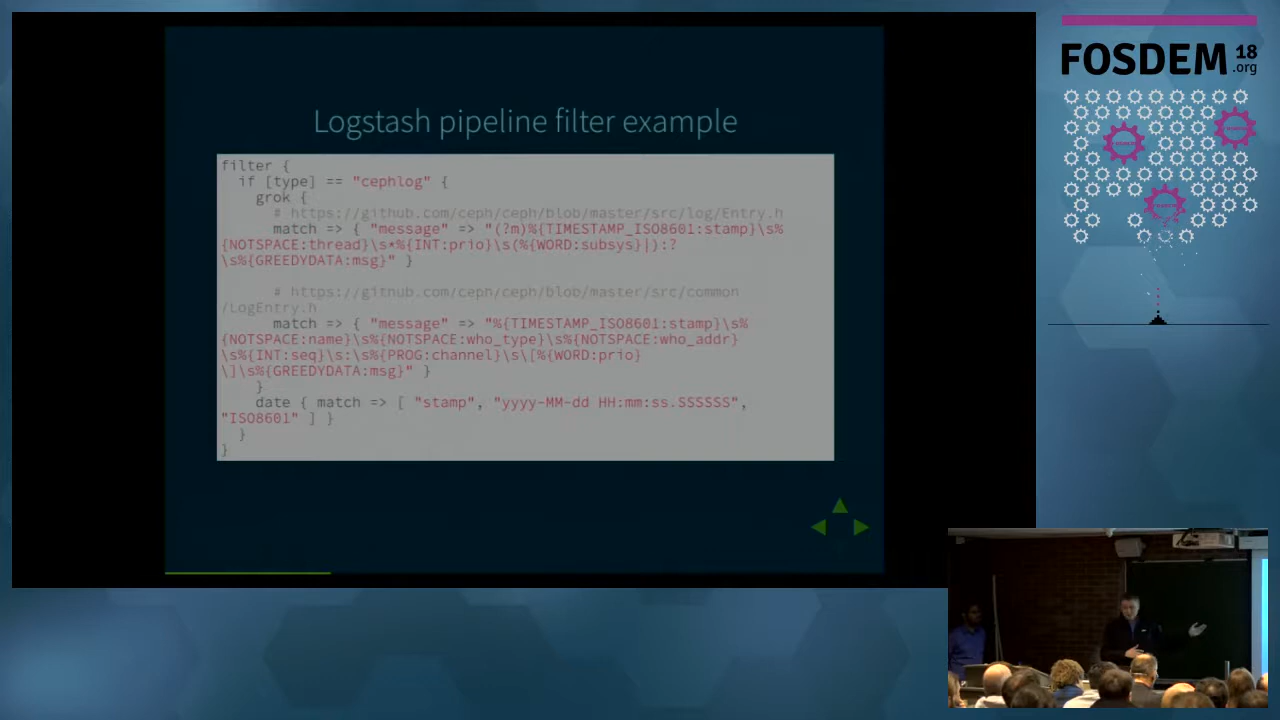 Logstash pipeline filter example
filter {
if [type] == "cephlog" {
grok {
# https://github.com/ceph/ceph/blob/master/src/log/Entry.h
match => { "message" => "(?m)%{TIMESTAMP_ISO8601:stamp}\s%
{NOTSPACE:thread}\s*%{INT:prio}\s(%{WORD:subsys}|):?
\s%{GREEDYDATA:msg}" }
# https://github.com/ceph/ceph/blob/master/src/common
/LogEntry.h
match => { "message" => "%{TIMESTAMP_ISO8601:stamp}\s%
{NOTSPACE:name}\s%{NOTSPACE:who_type}\s%{NOTSPACE:who_addr}
\s%{INT:seq}\s:\s%{PROG:channel}\s\[%{WORD:prio}
\]\s%{GREEDYDATA:msg}" }
}
date { match => [ "stamp", "yyyy-MM-dd HH:mm:ss.SSSSSS",
"ISO8601" ] }
}
}
FOSDEM 18
.org